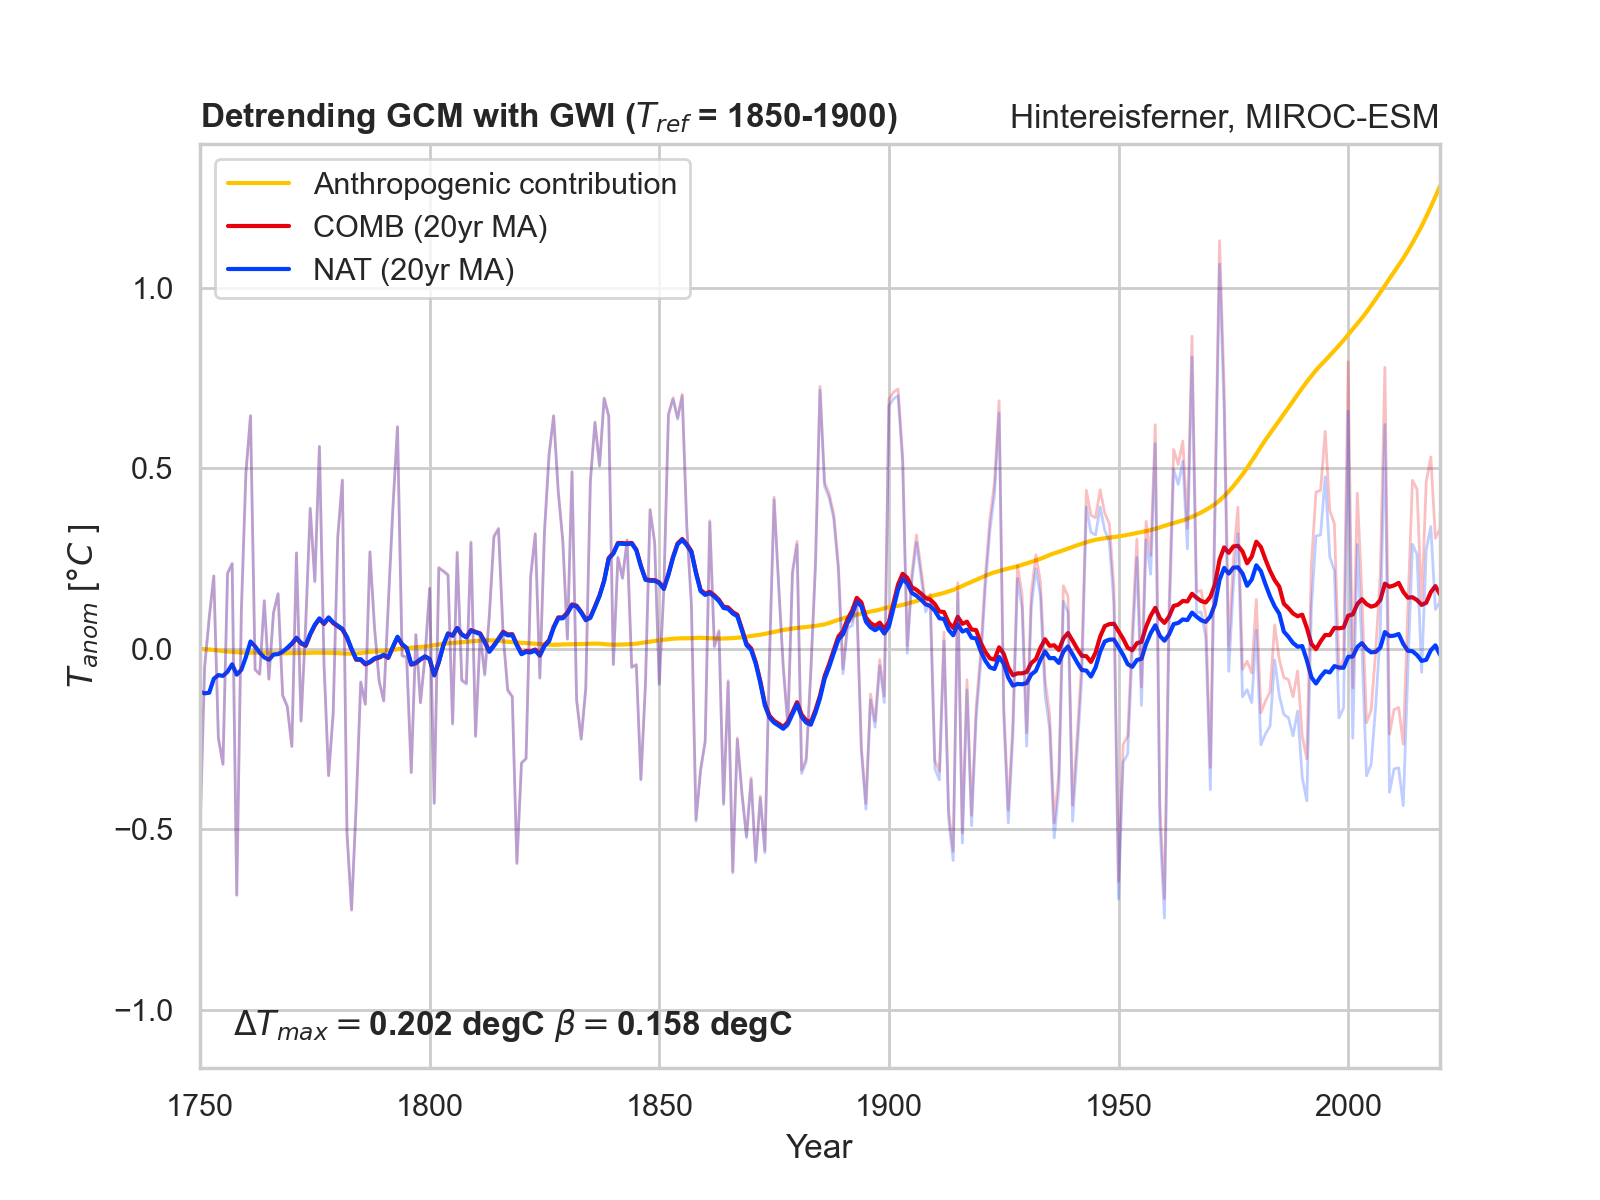 Detrending GCM with GWI (T_ref = 1850-1900)
Hintereisferner, MIROC-ESM
Anthropogenic contribution
COMB (20yr MA)
NAT (20yr MA)
1.0
0.5
0.0
−0.5
−1.0
T_anom [°C ]
ΔT_max = 0.202 degC β = 0.158 degC
1750 1800 1850 1900 1950 2000
Year